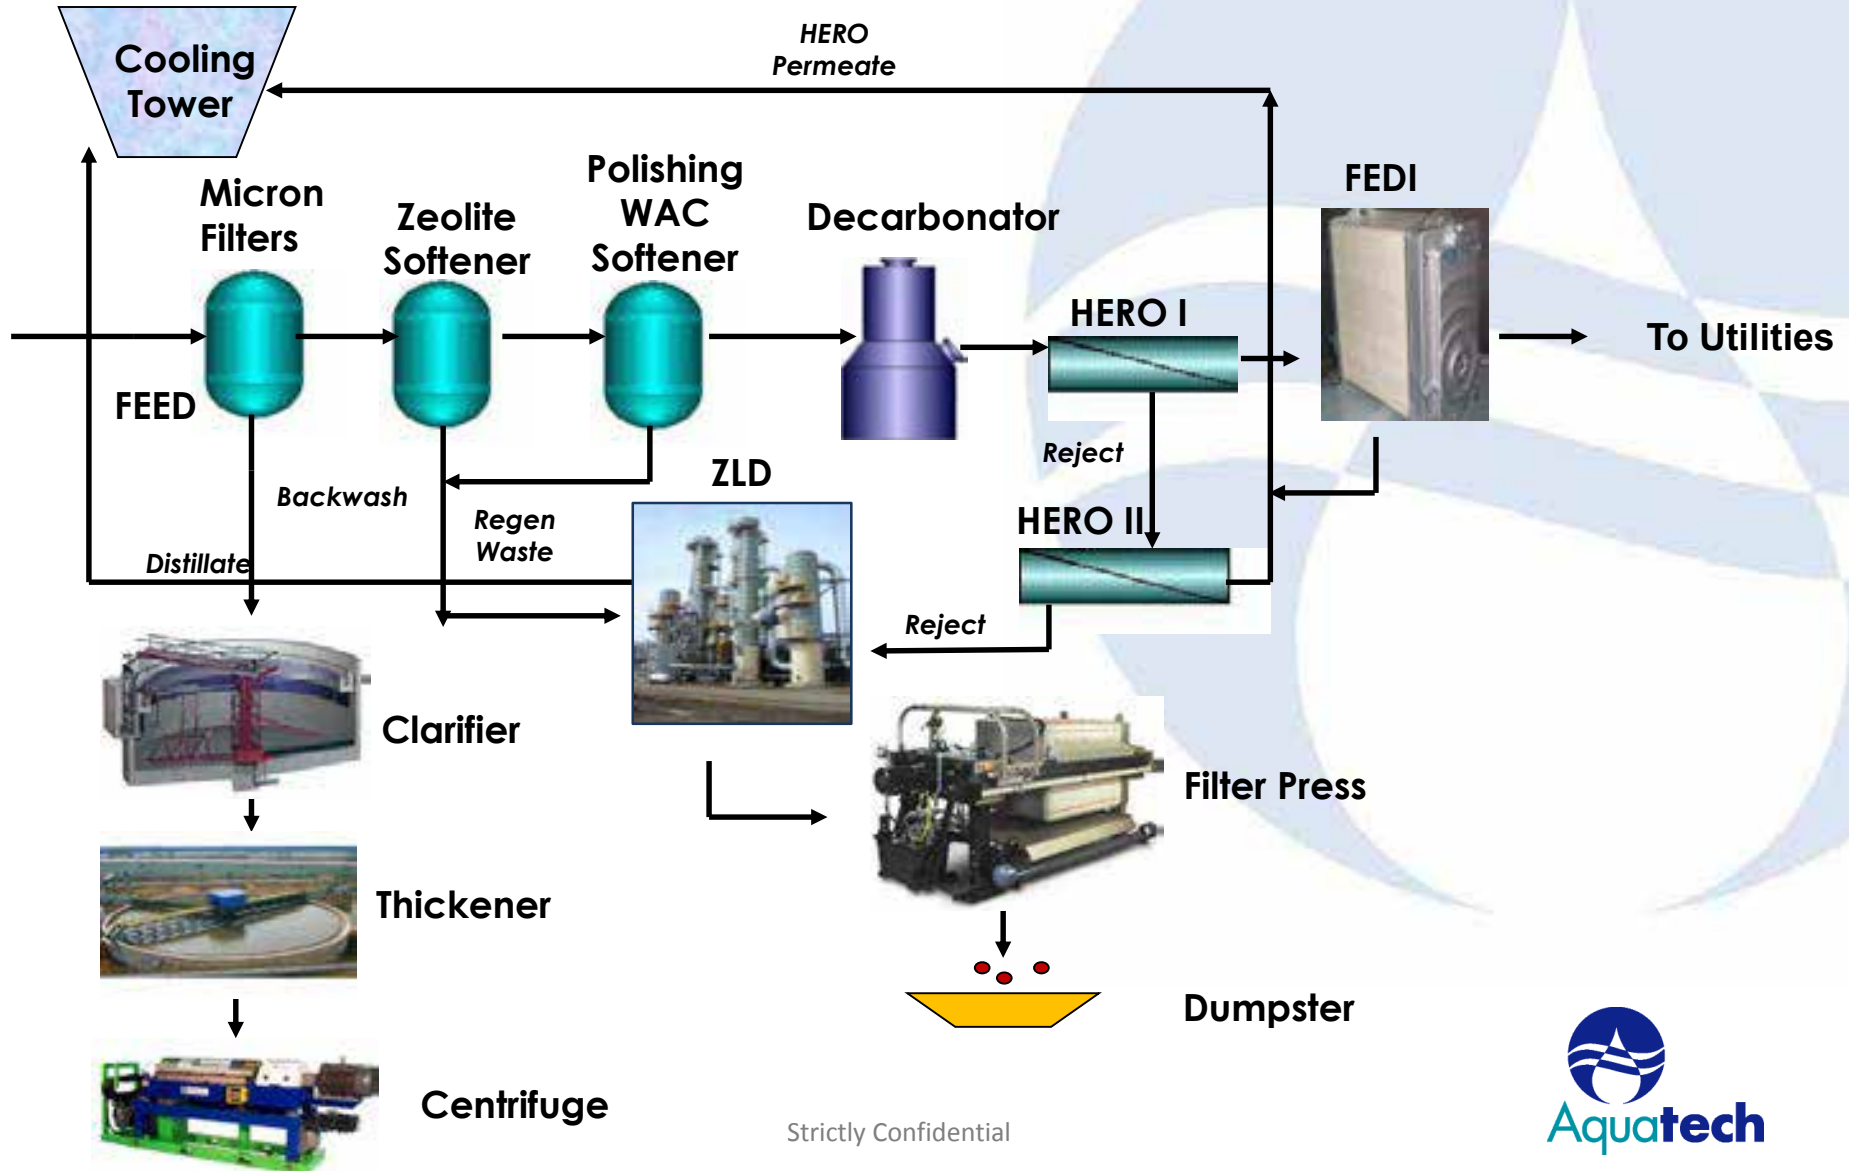 HERO
Permeate
Cooling
Tower
Micron
Filters
Zeolite
Softener
Polishing
WAC
Softener
Decarbonator
FEDI
HERO I
To Utilities
FEED
Reject
Backwash
ZLD
Regen
Waste
HERO II
Distillate
Reject
Clarifier
Filter Press
Thickener
Dumpster
Centrifuge
Strictly Confidential
Aquatech